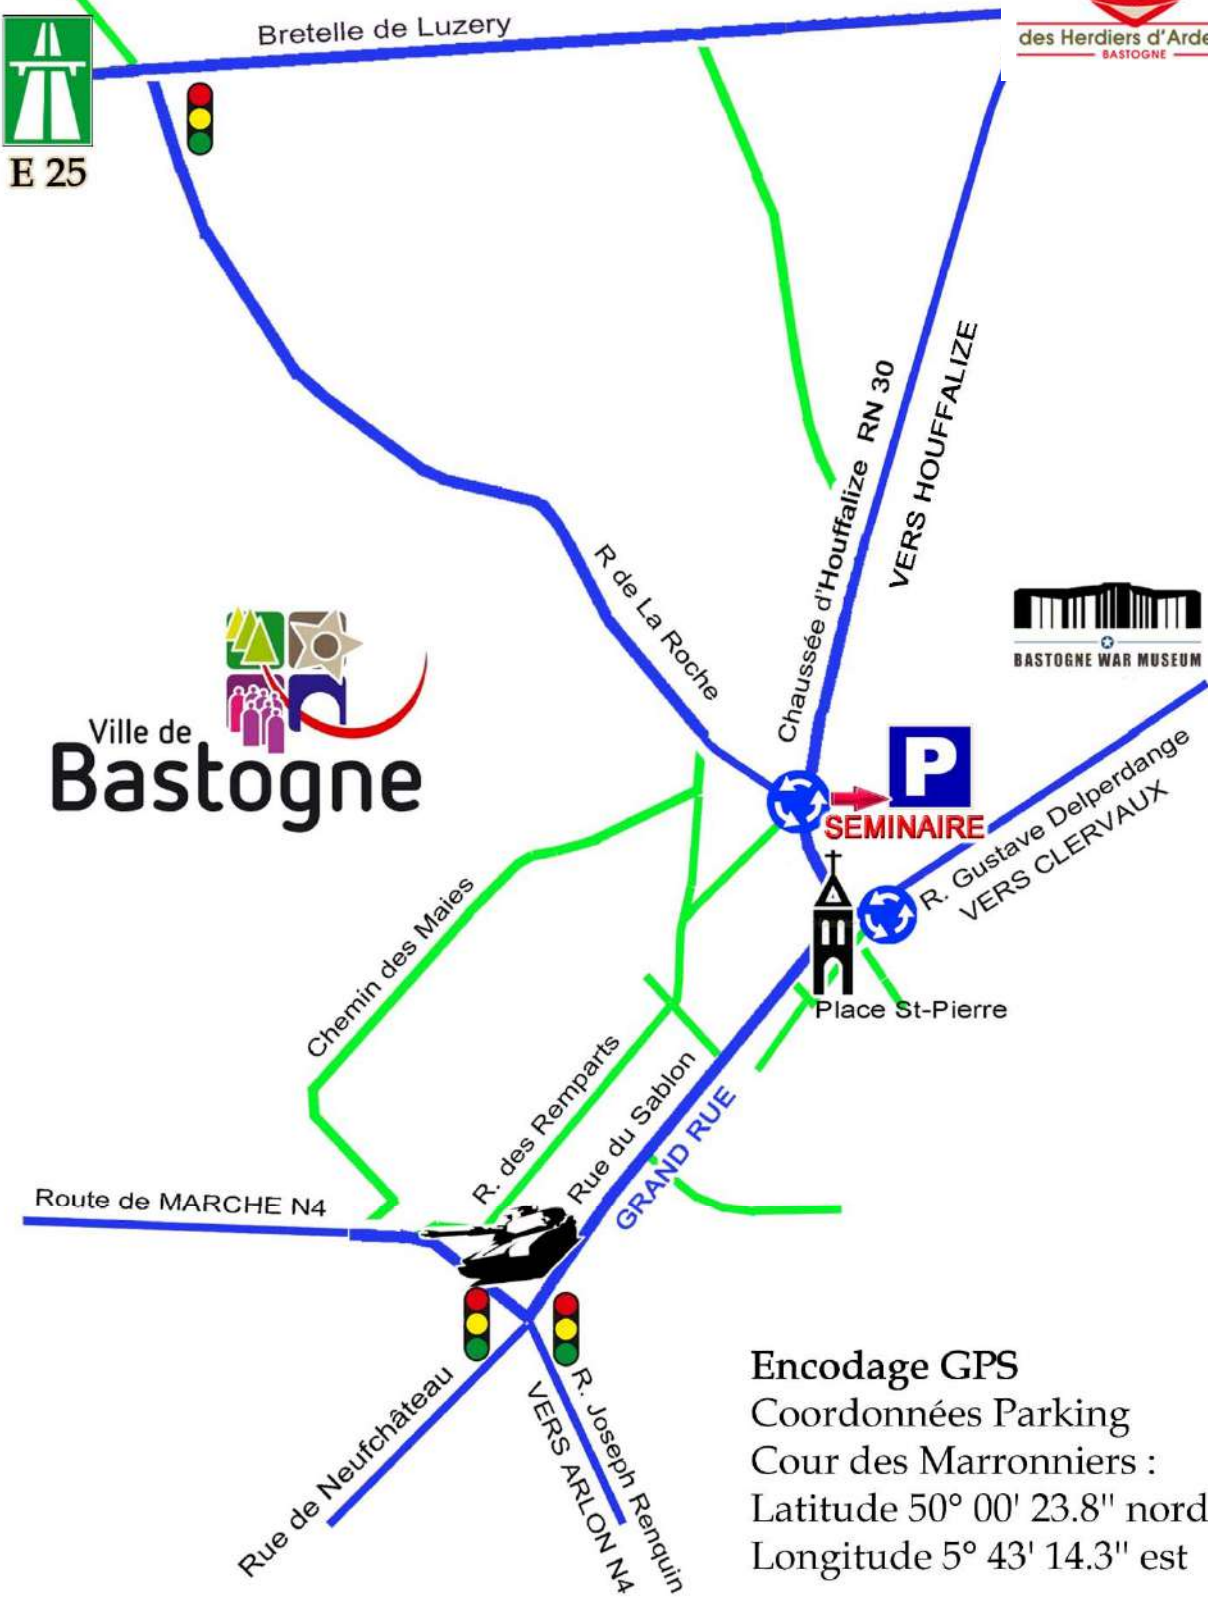 Bretelle de Luzery
des Herdiers d'Arde
BASTOGNE
E 25
Chaussée d'Houffalize RN 30
VERS HOUFFALIZE
R de La Roche
BASTOGNE WAR MUSEUM
Ville de
Bastogne
P
SEMINAIRE
R. Gustave Delperdange
VERS CLERVAUX
Chemin des Maies
Place St-Pierre
R. des Remparts
Rue du Sablon
GRAND RUE
Route de MARCHE N4
Rue de Neufchâteau
VERS ARLON N4
R. Joseph Renquin
Encodage GPS
Coordonnées Parking
Cour des Marronniers :
Latitude 50° 00' 23.8" nord
Longitude 5° 43' 14.3" est